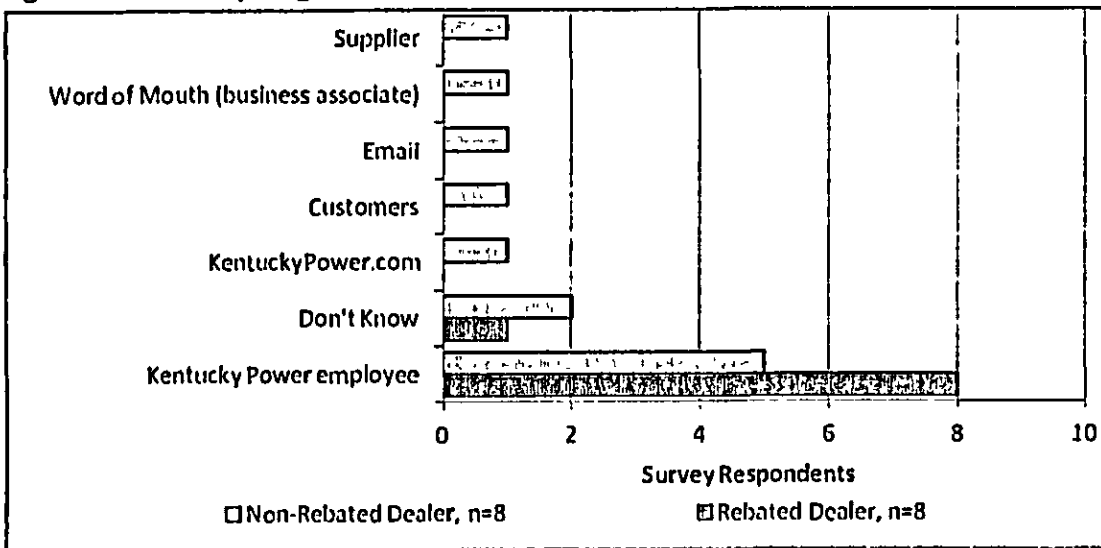 Supplier
Word of Mouth (business associate)
Email
Customers
KentuckyPower.com
Don't Know
Kentucky Power employee
0 2 4 6 8 10
Survey Respondents
Non-Rebated Dealer, n=8 Rebated Dealer, n=8